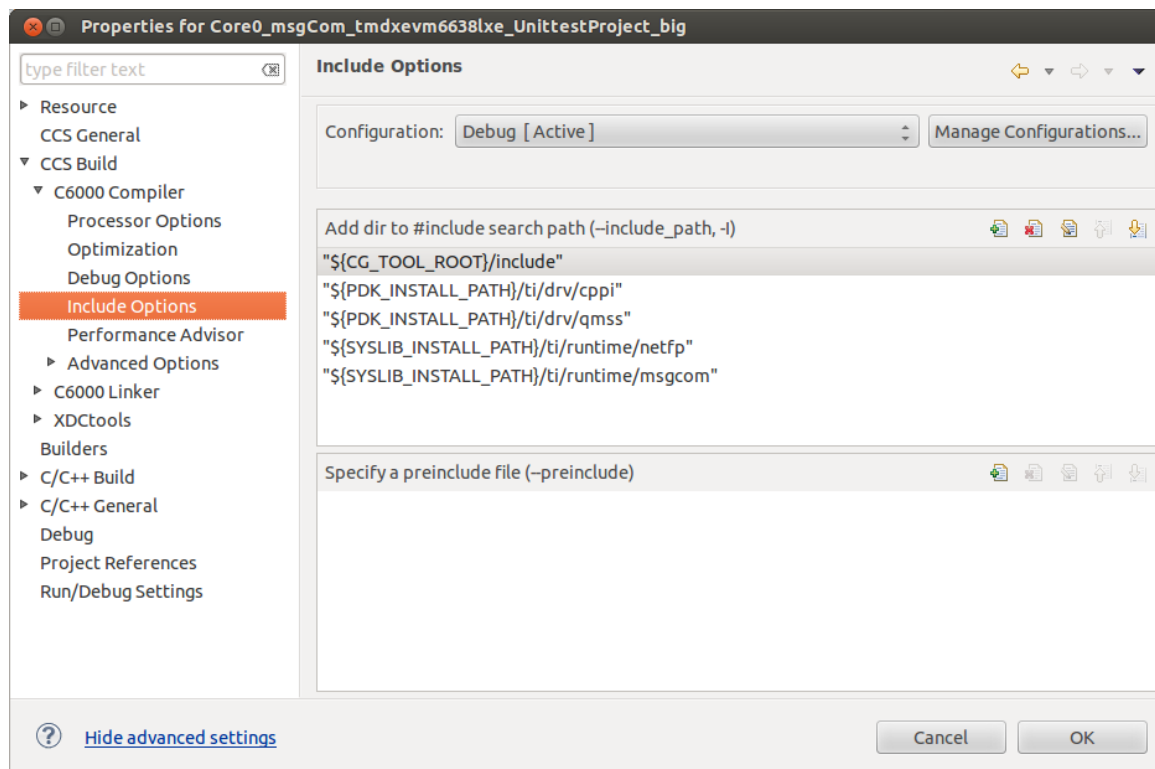 Properties for Core0_msgCom_tmdxevm6638lxe_UnittestProject_big
type filter text
Resource
CCS General
CCS Build
C6000 Compiler
Processor Options
Optimization
Debug Options
Include Options
Performance Advisor
Advanced Options
C6000 Linker
XDCtools
Builders
C/C++ Build
C/C++ General
Debug
Project References
Run/Debug Settings
Include Options
Configuration: Debug [ Active ] Manage Configurations...
Add dir to #include search path (--include_path, -I)
"${CG_TOOL_ROOT}/include"
"${PDK_INSTALL_PATH}/ti/drv/cppi"
"${PDK_INSTALL_PATH}/ti/drv/qmss"
"${SYSLIB_INSTALL_PATH}/ti/runtime/netfp"
"${SYSLIB_INSTALL_PATH}/ti/runtime/msgcom"
Specify a preinclude file (--preinclude)
? Hide advanced settings
Cancel OK